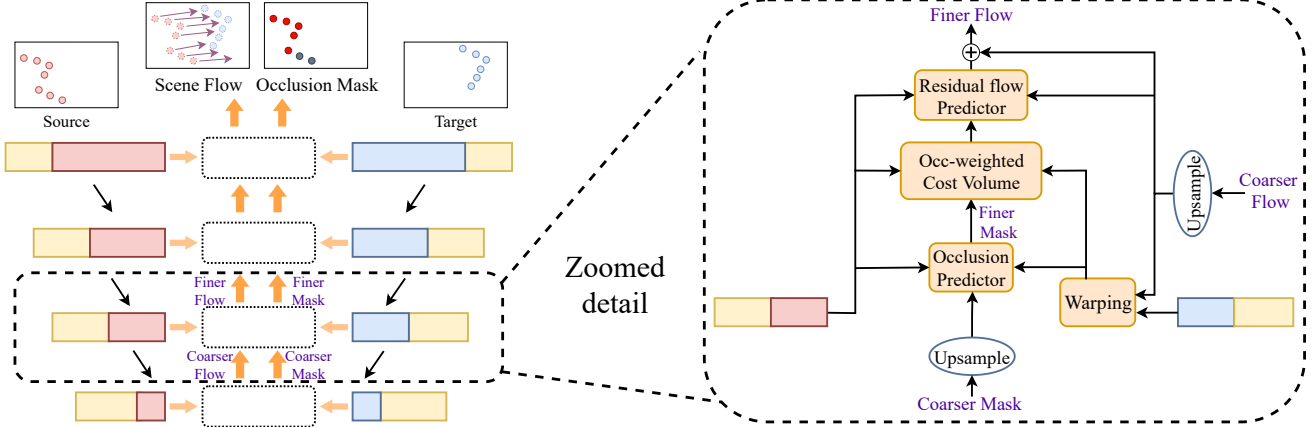 Scene Flow
Occlusion Mask
Source
Target
Finer
Flow
Finer
Mask
Coarser
Flow
Coarser
Mask
Zoomed
detail
Finer Flow
Residual flow
Predictor
Occ-weighted
Cost Volume
Upsample
Coarser
Flow
Finer
Mask
Occlusion
Predictor
Warping
Upsample
Coarser Mask